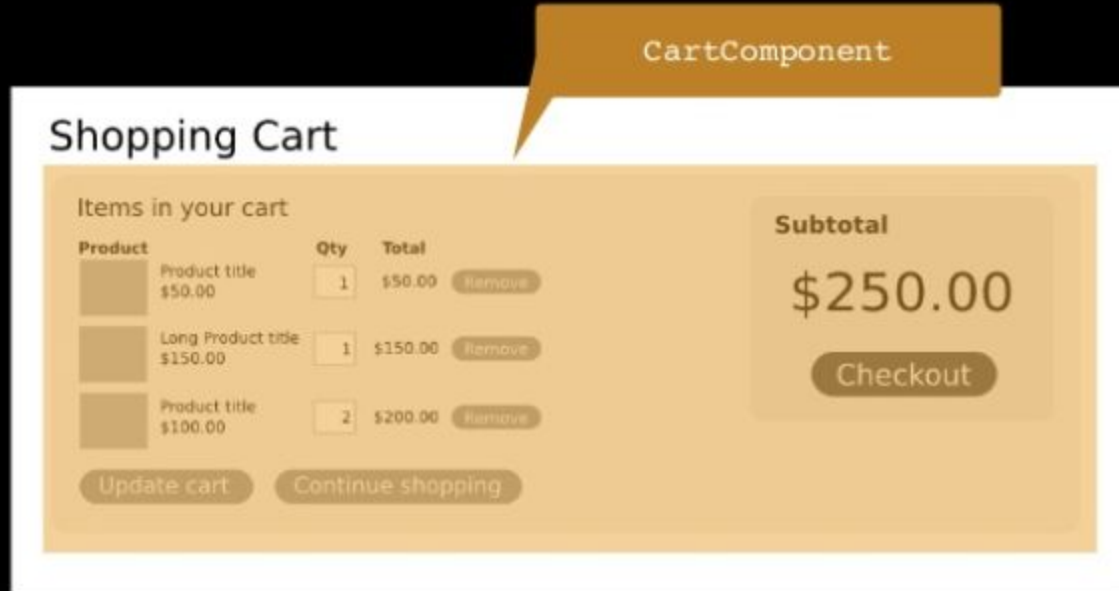 CartComponent
Shopping Cart
Items in your cart
Product Qty Total
Product title
$50.00
1 $50.00 Remove
Long Product title
$150.00
1 $150.00 Remove
Product title
$100.00
2 $200.00 Remove
Update cart Continue shopping
Subtotal
$250.00
Checkout